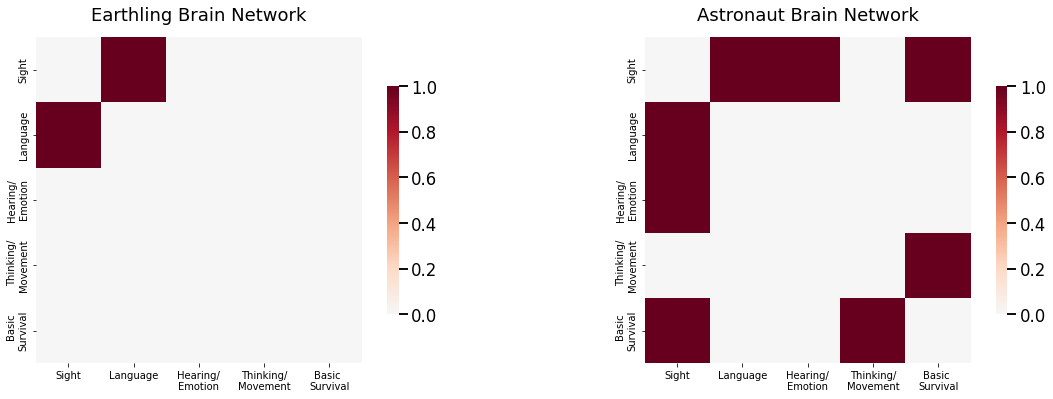 Earthling Brain Network
Sight
Language
Hearing/
Emotion
Thinking/
Movement
Basic
Survival
Sight
Language
Hearing/
Emotion
Thinking/
Movement
Basic
Survival
1.0
0.8
0.6
0.4
0.2
0.0
Astronaut Brain Network
Sight
Language
Hearing/
Emotion
Thinking/
Movement
Basic
Survival
Sight
Language
Hearing/
Emotion
Thinking/
Movement
Basic
Survival
1.0
0.8
0.6
0.4
0.2
0.0